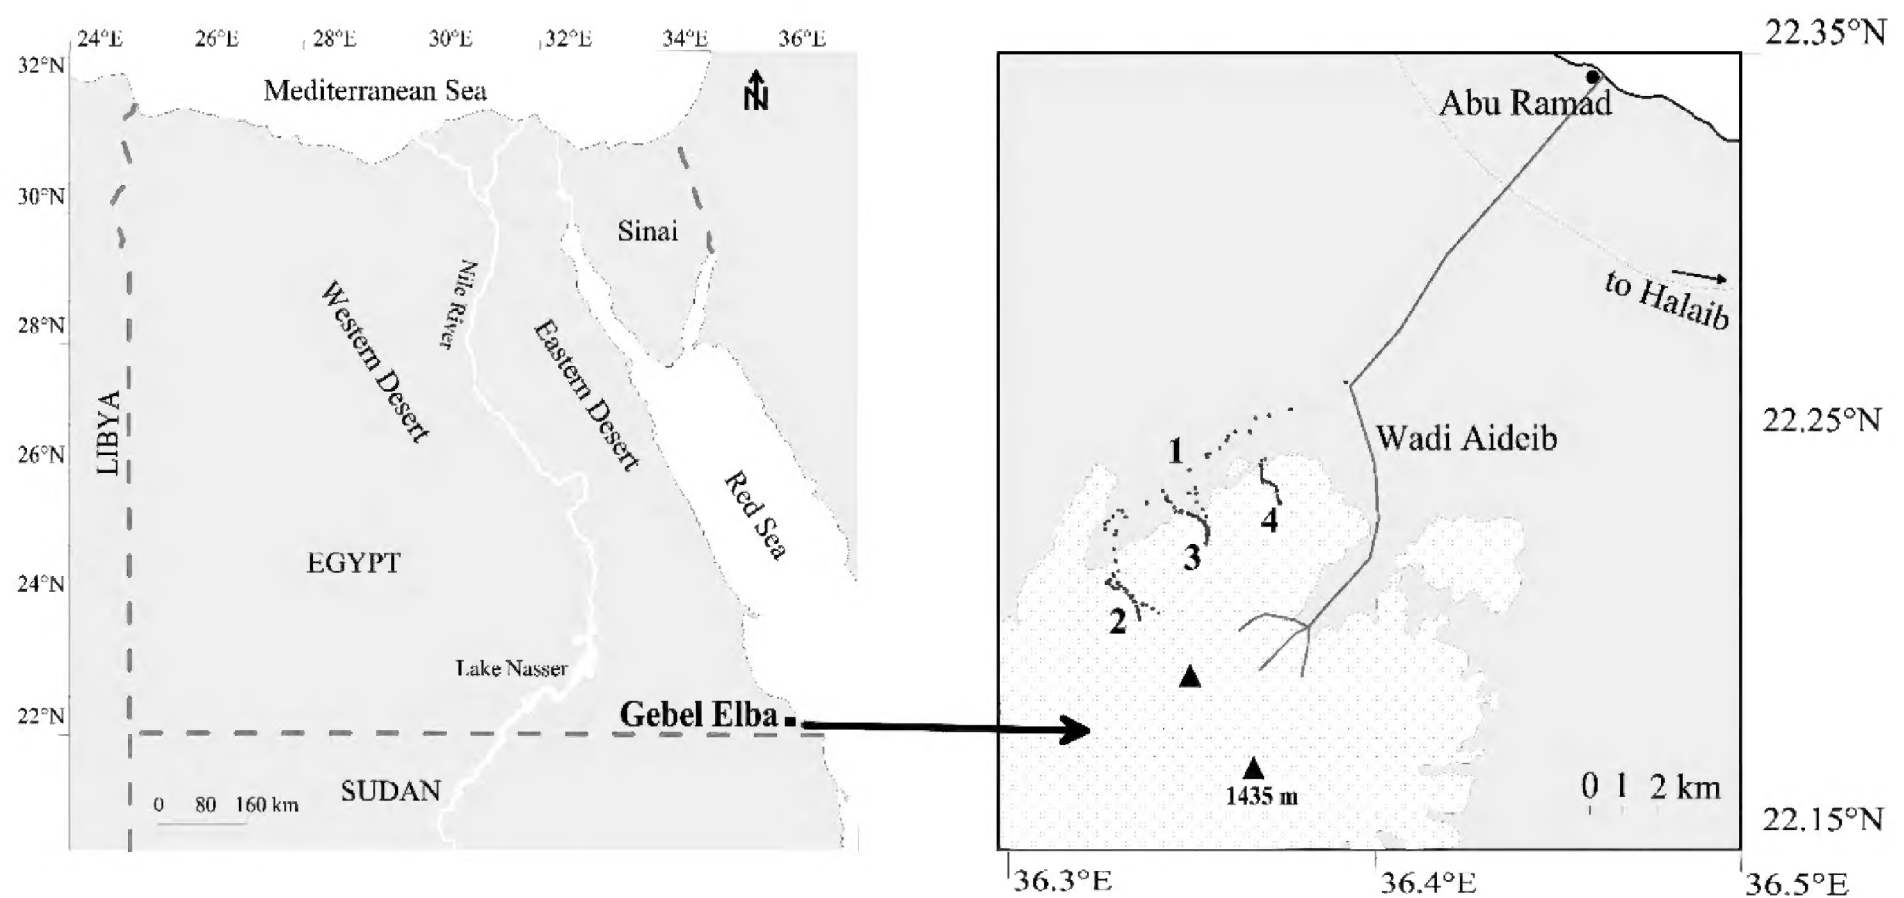 24°E 26°E 28°E 30°E 32°E 34°E 36°E
32°N
30°N
28°N
26°N
24°N
22°N
Mediterranean Sea
N
Sinai
Nile River
Western Desert
Eastern Desert
LIBYA
Red Sea
EGYPT
Lake Nasser
Gebel Elba
SUDAN
0 80 160 km
22.35°N
Abu Ramad
to Halaib
22.25°N
Wadi Aideib
1
4
3
2
1435 m
0 1 2 km
22.15°N
36.3°E 36.4°E 36.5°E